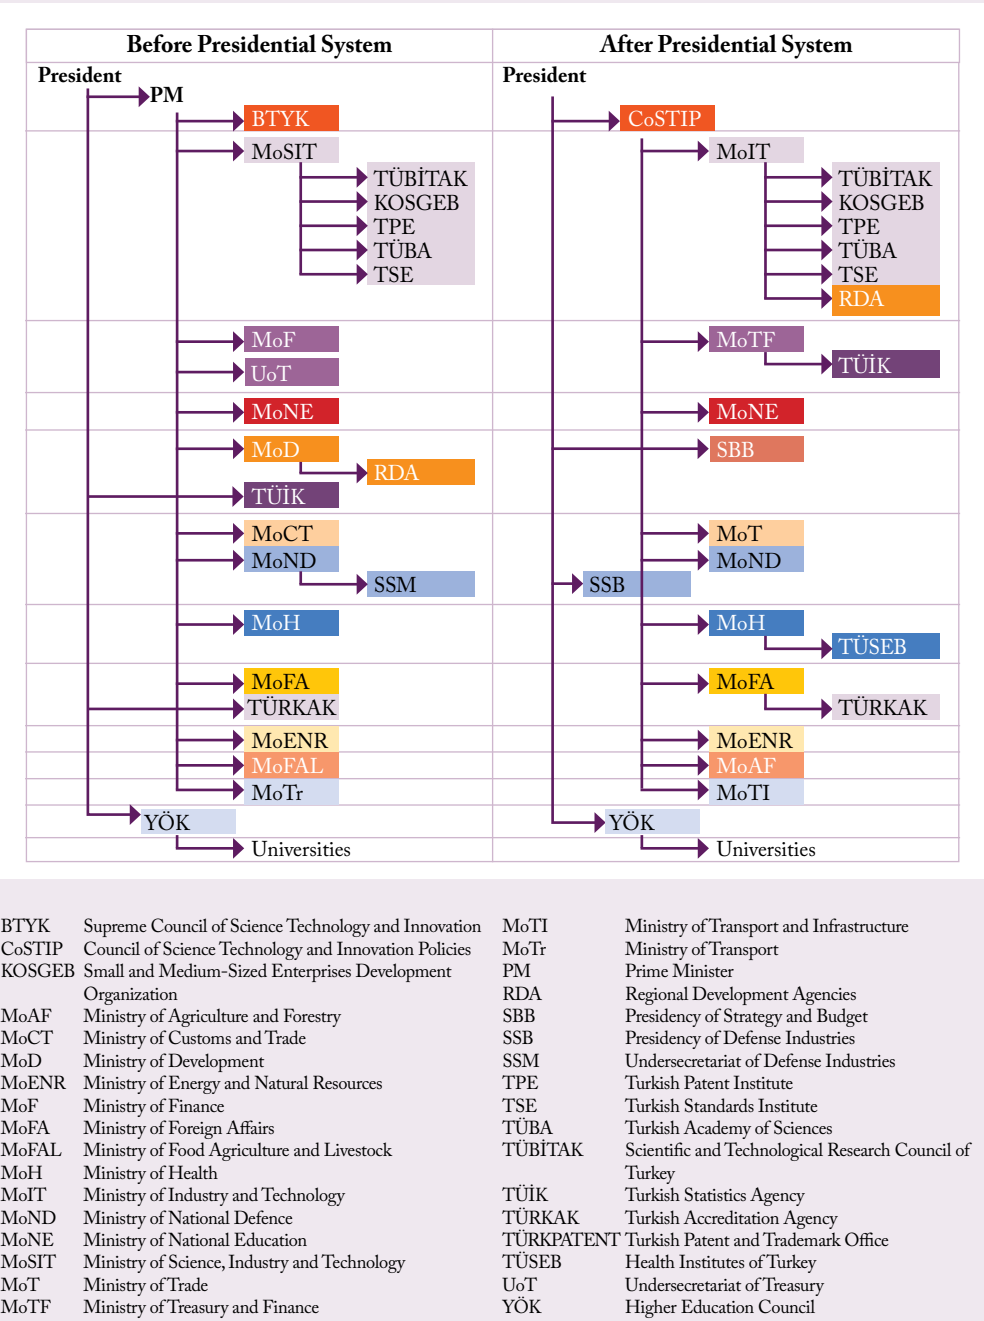 Before Presidential System
After Presidential System
President
PM
BTYK
MoSIT
TÜBİTAK
KOSGEB
TPE
TÜBA
TSE
MoF
UoT
MoNE
MoD
RDA
TÜİK
MoCT
MoND
SSM
MoH
MoFA
TÜRKAK
MoENR
MoFAL
MoTr
YÖK
Universities
President
CoSTIP
MoIT
TÜBİTAK
KOSGEB
TPE
TÜBA
TSE
RDA
MoTF
TÜİK
MoNE
SBB
MoT
MoND
SSB
MoH
TÜSEB
MoFA
TÜRKAK
MoENR
MoAF
MoTI
YÖK
Universities
BTYK Supreme Council of Science Technology and Innovation
CoSTIP Council of Science Technology and Innovation Policies
KOSGEB Small and Medium-Sized Enterprises Development
Organization
MoAF Ministry of Agriculture and Forestry
MoCT Ministry of Customs and Trade
MoD Ministry of Development
MoENR Ministry of Energy and Natural Resources
MoF Ministry of Finance
MoFA Ministry of Foreign Affairs
MoFAL Ministry of Food Agriculture and Livestock
MoH Ministry of Health
MoIT Ministry of Industry and Technology
MoND Ministry of National Defence
MoNE Ministry of National Education
MoSIT Ministry of Science, Industry and Technology
MoT Ministry of Trade
MoTF Ministry of Treasury and Finance
MoTI Ministry of Transport and Infrastructure
MoTr Ministry of Transport
PM Prime Minister
RDA Regional Development Agencies
SBB Presidency of Strategy and Budget
SSB Presidency of Defense Industries
SSM Undersecretariat of Defense Industries
TPE Turkish Patent Institute
TSE Turkish Standards Institute
TÜBA Turkish Academy of Sciences
TÜBİTAK Scientific and Technological Research Council of
Turkey
TÜİK Turkish Statistics Agency
TÜRKAK Turkish Accreditation Agency
TÜRKPATENT Turkish Patent and Trademark Office
TÜSEB Health Institutes of Turkey
UoT Undersecretariat of Treasury
YÖK Higher Education Council